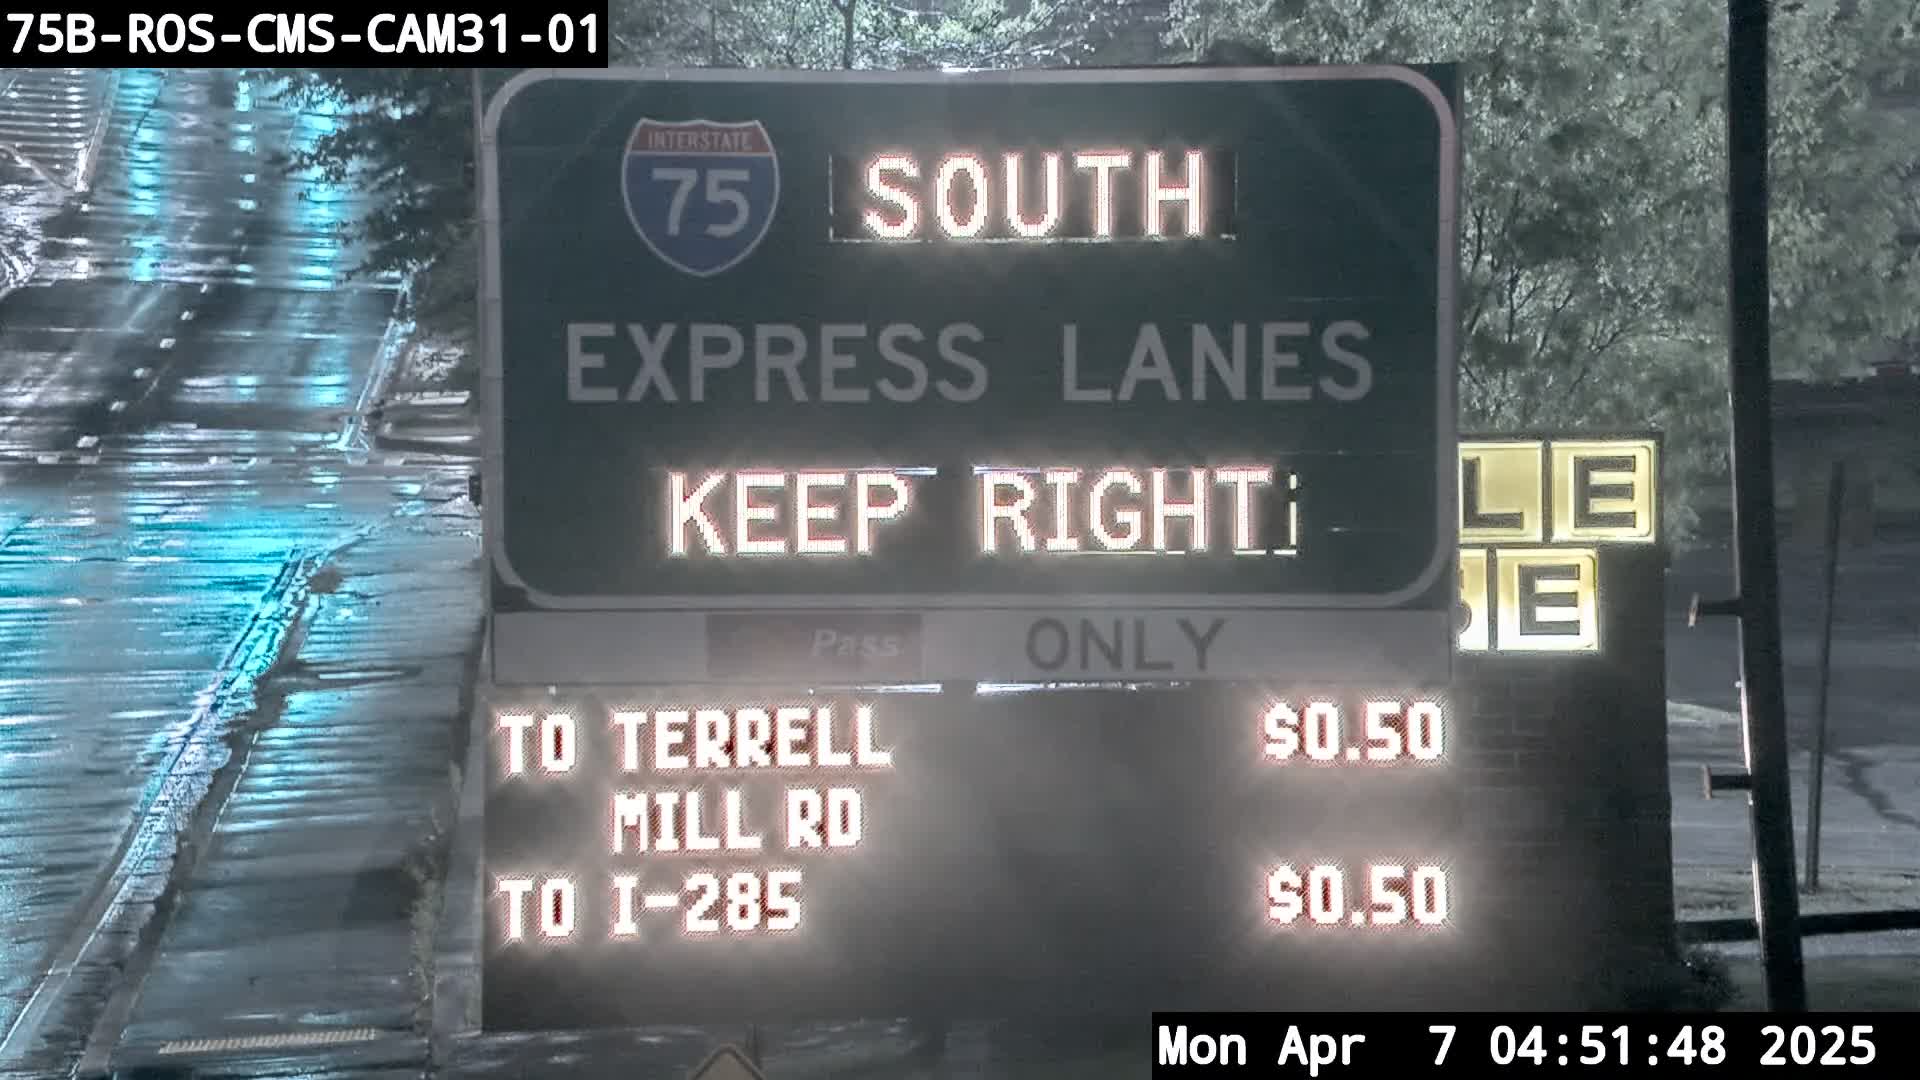 75B-ROS-CMS-CAM31-01
INTERSTATE
75
SOUTH
EXPRESS LANES
KEEP RIGHT
LE
E
Pass ONLY
TO TERRELL $0.50
MILL RD
TO I-285 $0.50
Mon Apr 7 04:51:48 2025